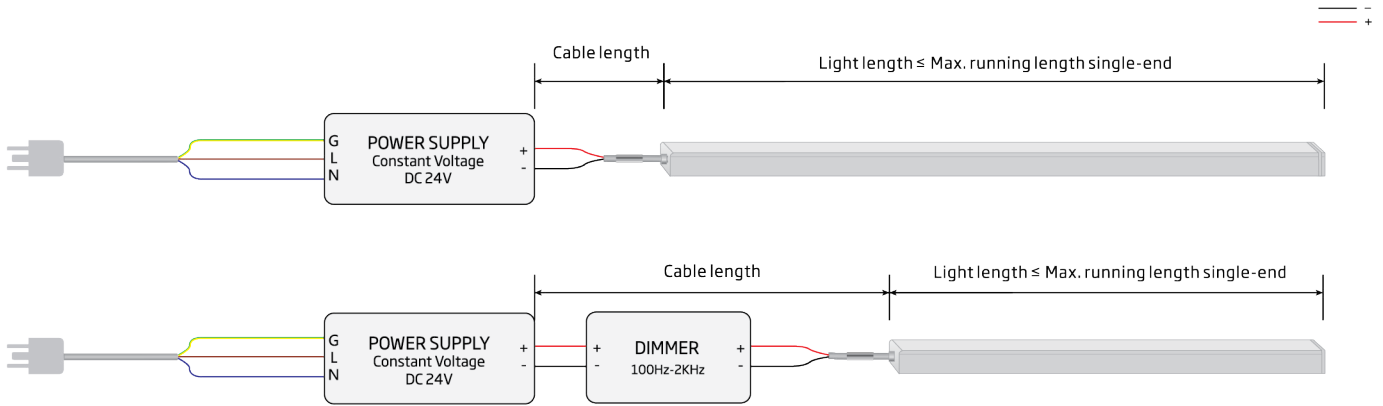 -
+
Cable length
Light length ≤ Max. running length single-end
G
L
N
POWER SUPPLY
Constant Voltage
DC 24V
+
-
Cable length
Light length ≤ Max. running length single-end
G
L
N
POWER SUPPLY
Constant Voltage
DC 24V
+
-
+
-
DIMMER
100Hz-2KHz
+
-